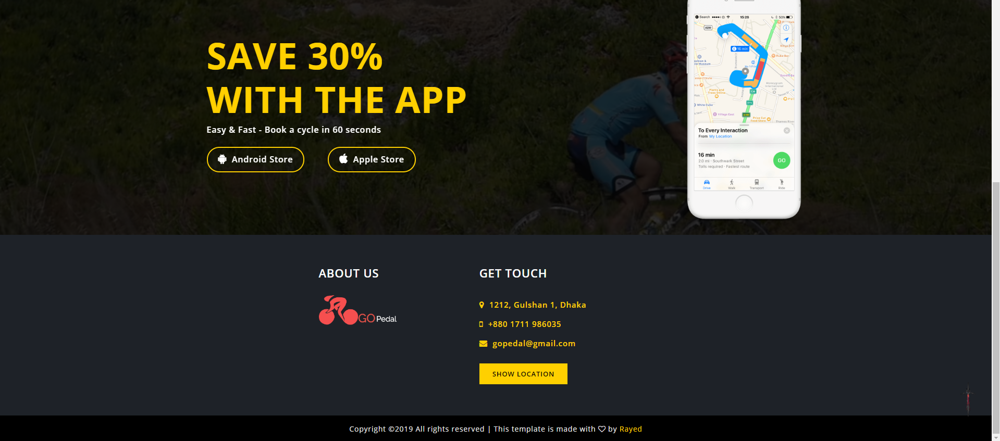 SAVE 30%
WITH THE APP
Easy & Fast - Book a cycle in 60 seconds
Android Store
Apple Store
Search
15:26
50%
A200
16 min
To Every Interaction
From My Location
16 min
2.0 mi · Southwark Street
Tolls required · Fastest route
GO
Drive
Walk
Transport
Ride
ABOUT US
GO Pedal
GET TOUCH
1212, Gulshan 1, Dhaka
+880 1711 986035
gopedal@gmail.com
SHOW LOCATION
Copyright ©2019 All rights reserved | This template is made with ♡ by Rayed